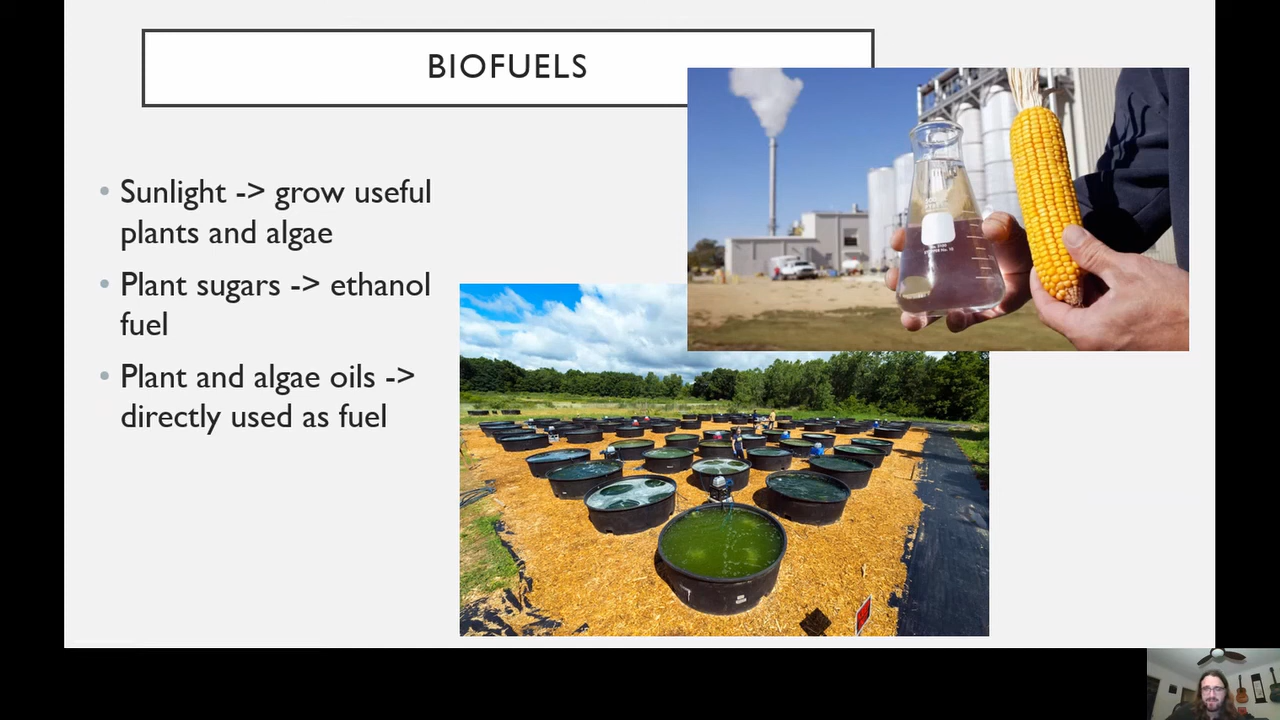 BIOFUELS
• Sunlight -> grow useful
plants and algae
• Plant sugars -> ethanol
fuel
• Plant and algae oils ->
directly used as fuel